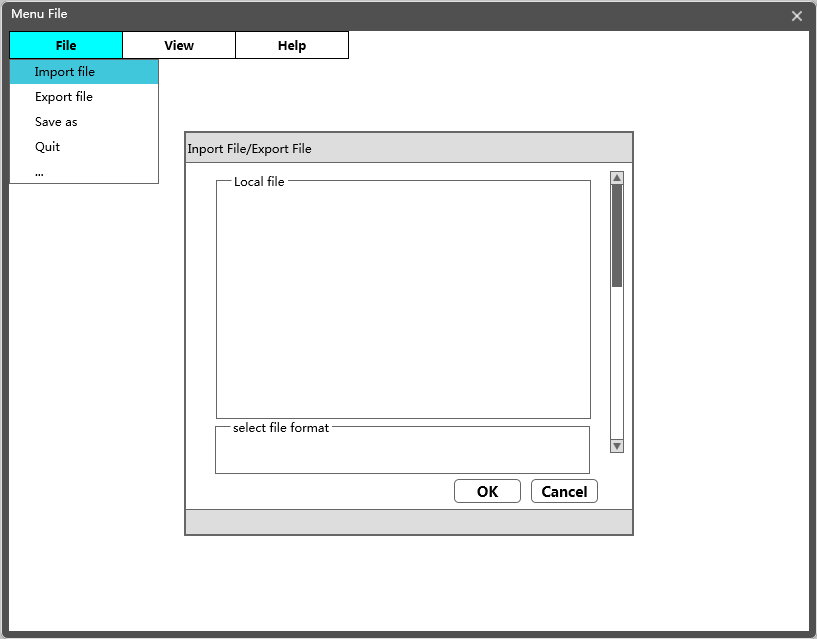 Menu File
File View Help
Import file
Export file
Save as
Quit
...
Inport File/Export File
Local file
select file format
OK Cancel